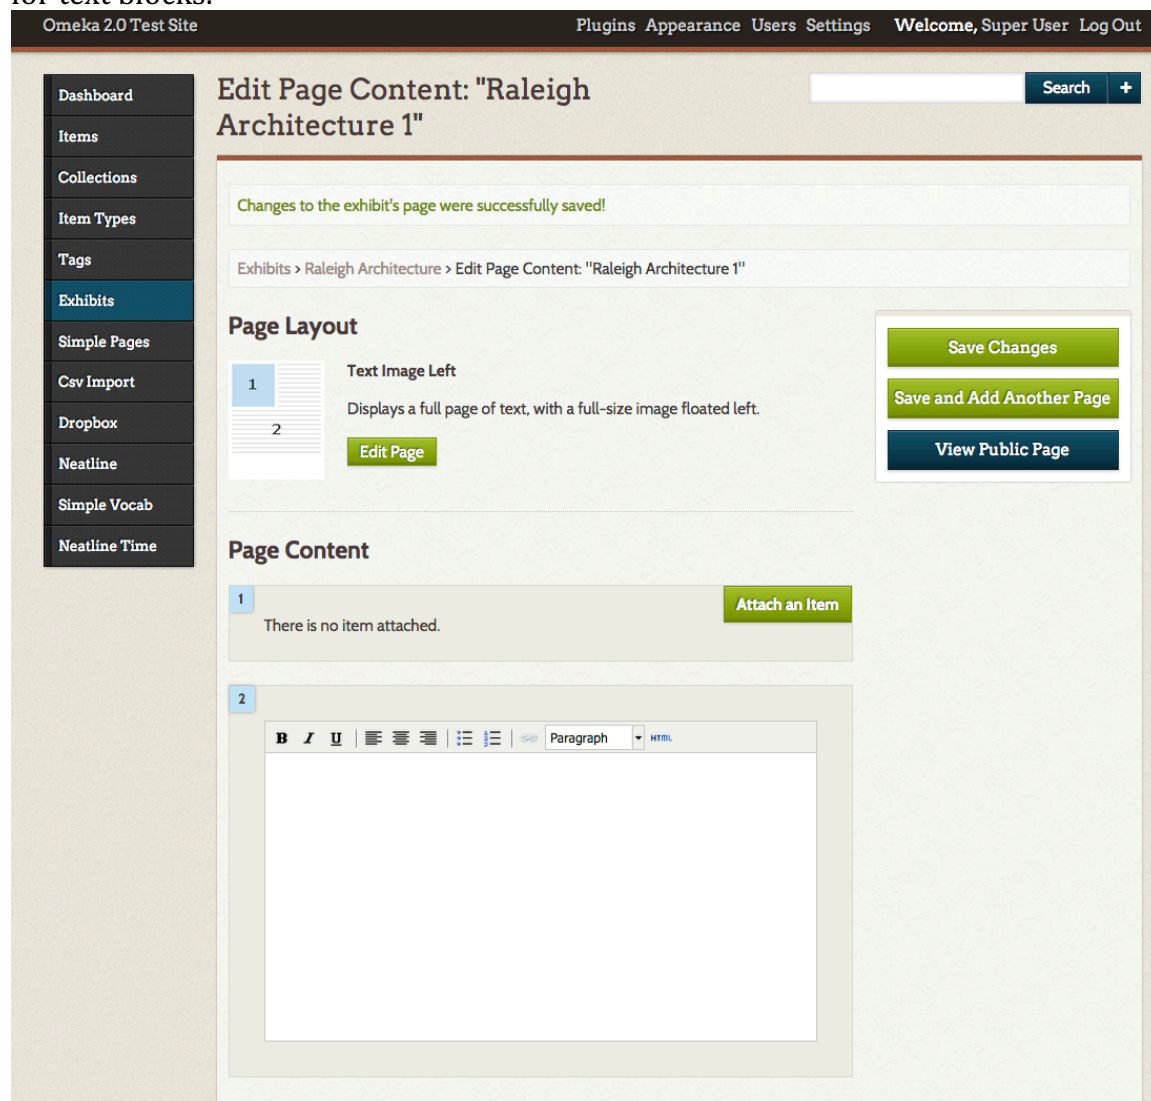 for text blocks.
Omeka 2.0 Test Site
Plugins Appearance Users Settings Welcome, Super User Log Out
Dashboard
Items
Collections
Item Types
Tags
Exhibits
Simple Pages
Csv Import
Dropbox
Neatline
Simple Vocab
Neatline Time
Edit Page Content: "Raleigh
Architecture 1"
Search +
Changes to the exhibit's page were successfully saved!
Exhibits > Raleigh Architecture > Edit Page Content: "Raleigh Architecture 1"
Page Layout
1
2
Text Image Left
Displays a full page of text, with a full-size image floated left.
Edit Page
Save Changes
Save and Add Another Page
View Public Page
Page Content
1
There is no item attached.
Attach an Item
2
B I U Paragraph HTML